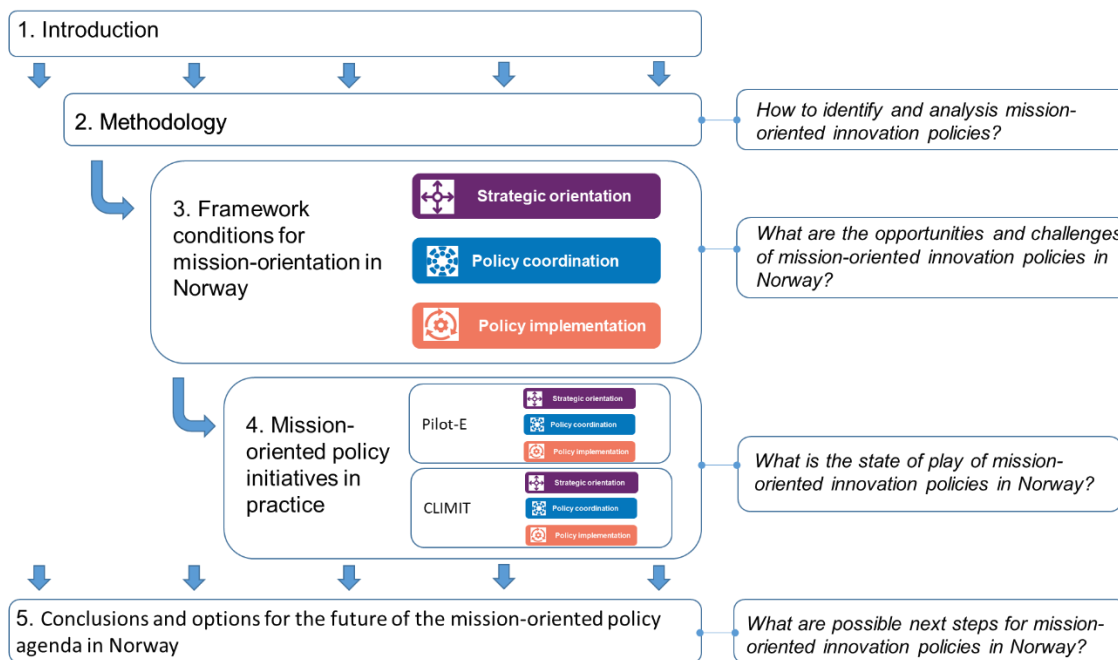 1. Introduction
2. Methodology
How to identify and analysis mission-
oriented innovation policies?
3. Framework
conditions for
mission-orientation in
Norway
Strategic orientation
Policy coordination
Policy implementation
What are the opportunities and challenges
of mission-oriented innovation policies in
Norway?
4. Mission-
oriented policy
initiatives in
practice
Pilot-E
Strategic orientation
Policy coordination
Policy implementation
CLIMIT
Strategic orientation
Policy coordination
Policy implementation
What is the state of play of mission-
oriented innovation policies in Norway?
5. Conclusions and options for the future of the mission-oriented policy
agenda in Norway
What are possible next steps for mission-
oriented innovation policies in Norway?